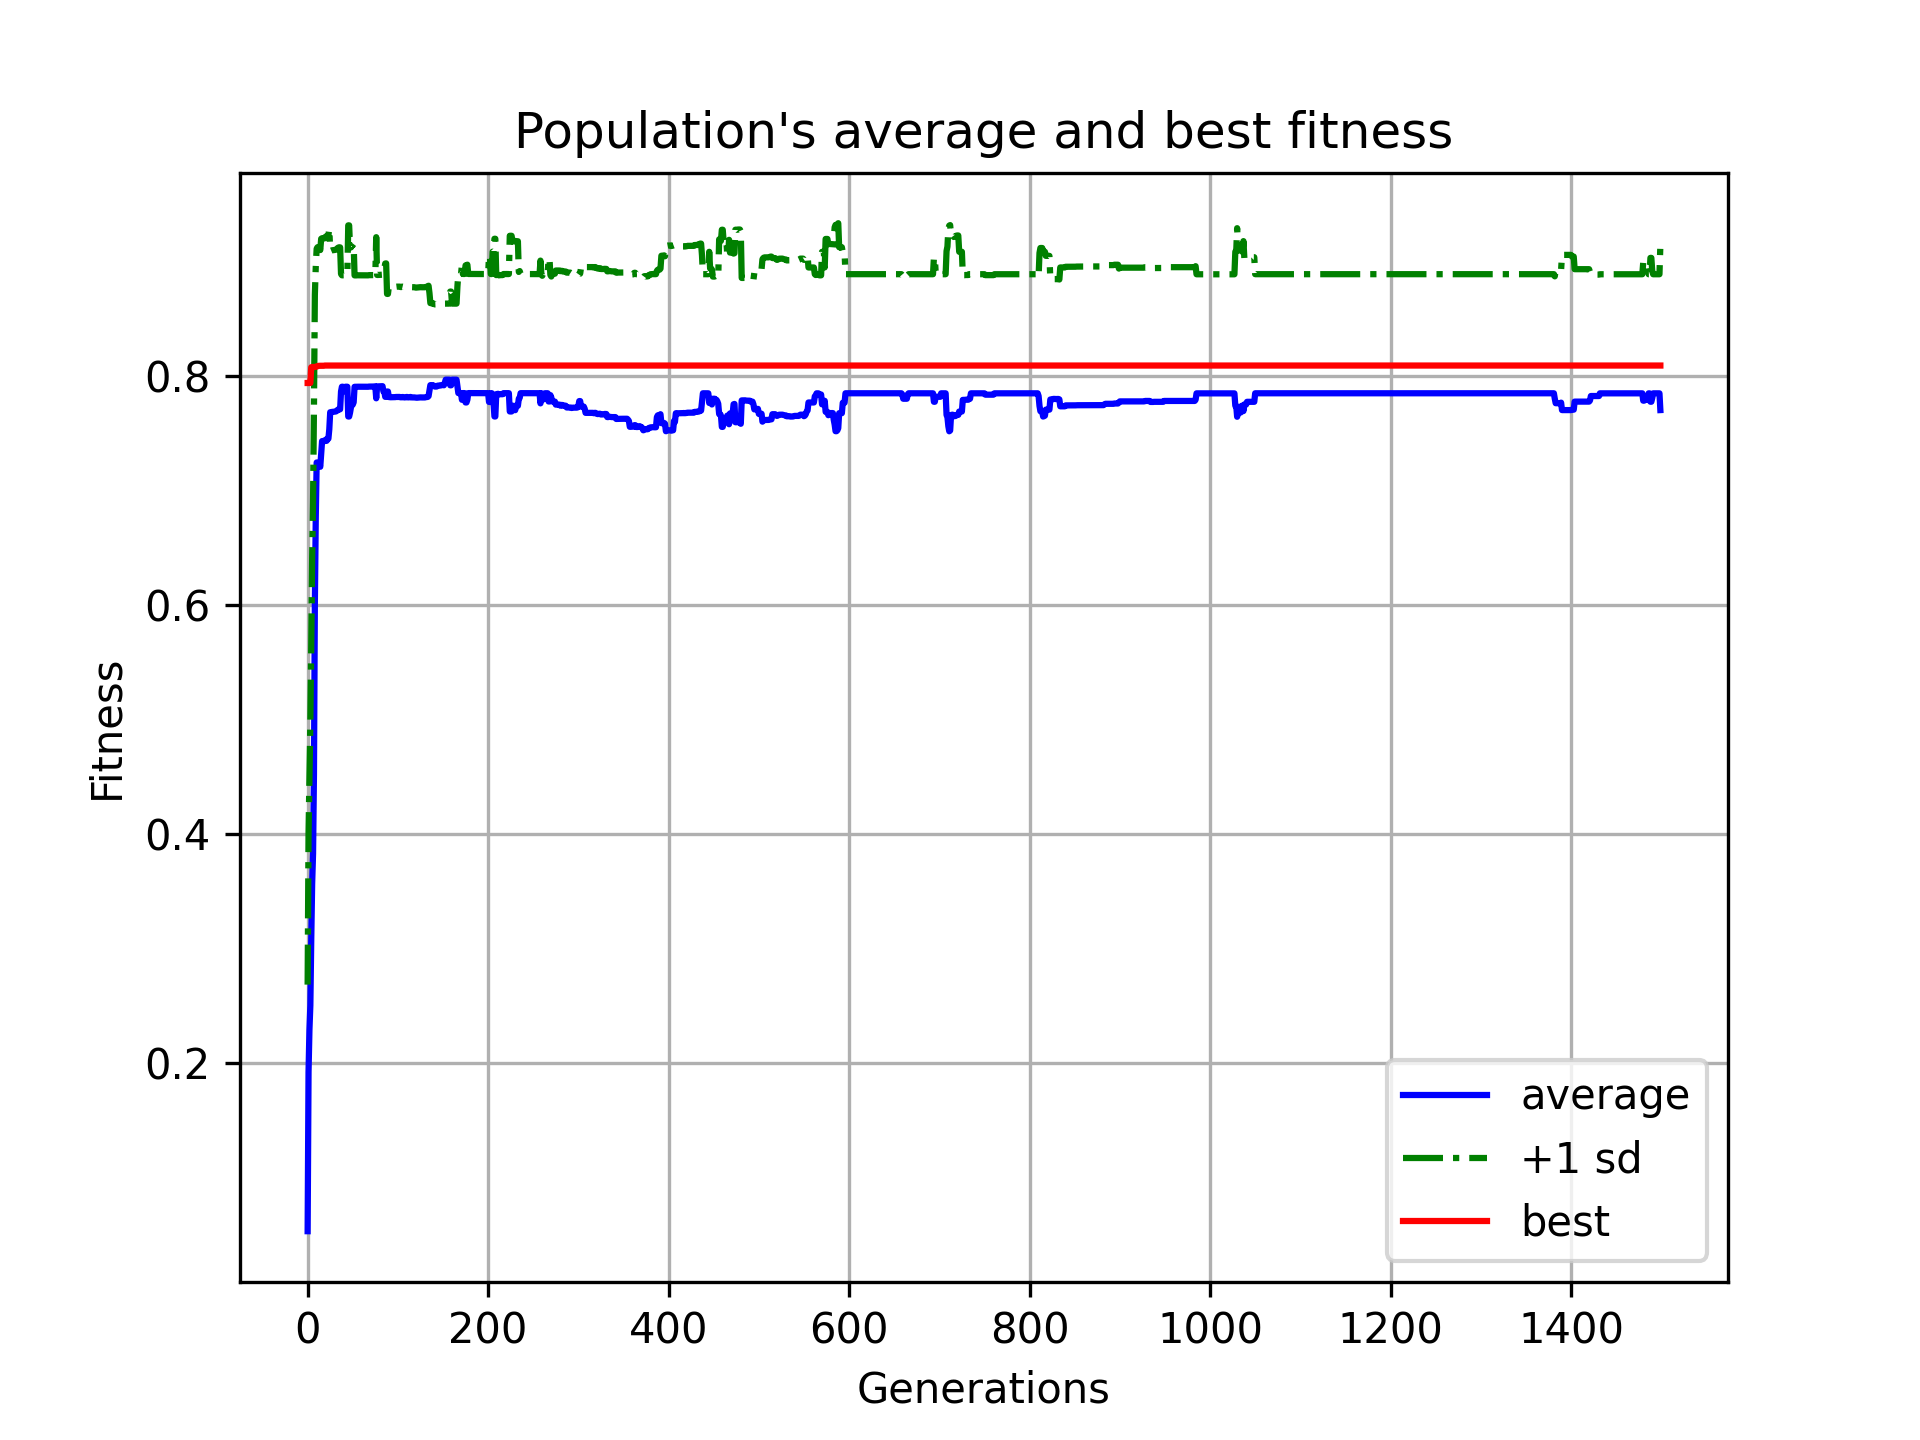 Population's average and best fitness
Fitness
0.8
0.6
0.4
0.2
0 200 400 600 800 1000 1200 1400
Generations
average
+1 sd
best